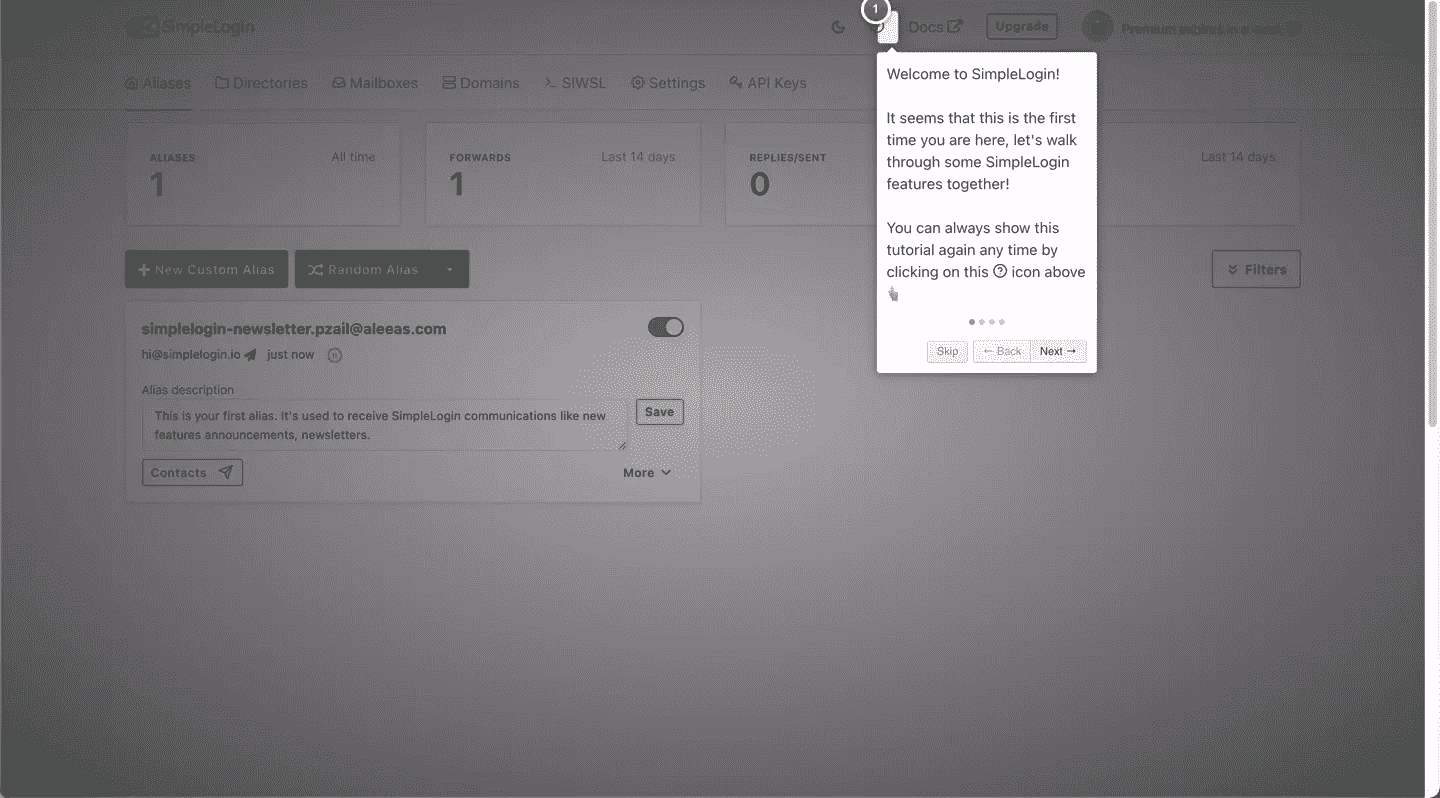 SimpleLogin
1
Docs
Upgrade
Premium expires in
Aliases
Directories
Mailboxes
Domains
SIWSL
Settings
API Keys
Welcome to SimpleLogin!
It seems that this is the first
time you are here, let's walk
through some SimpleLogin
features together!
You can always show this
tutorial again any time by
clicking on this ? icon above
Skip
← Back
Next →
ALIASES
All time
1
FORWARDS
Last 14 days
1
REPLIES/SENT
0
Last 14 days
New Custom Alias
Random Alias
Filters
simplelogin-newsletter.pzail@aleeas.com
hi@simplelogin.io
just now
Alias description
This is your first alias. It's used to receive SimpleLogin communications like new
features announcements, newsletters.
Save
Contacts
More